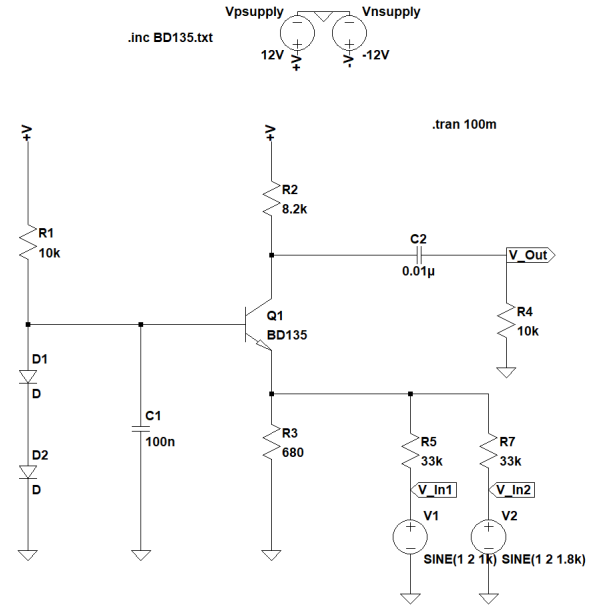 Vpsupply
Vnsupply
.inc BD135.txt
12V
-12V
+V
-V
+V
+V
.tran 100m
R2
8.2k
R1
10k
C2
0.01µ
V_Out
Q1
BD135
R4
10k
D1
D
C1
100n
R3
680
R5
33k
R7
33k
D2
D
V_In1
V_In2
V1
V2
SINE(1 2 1k)
SINE(1 2 1.8k)